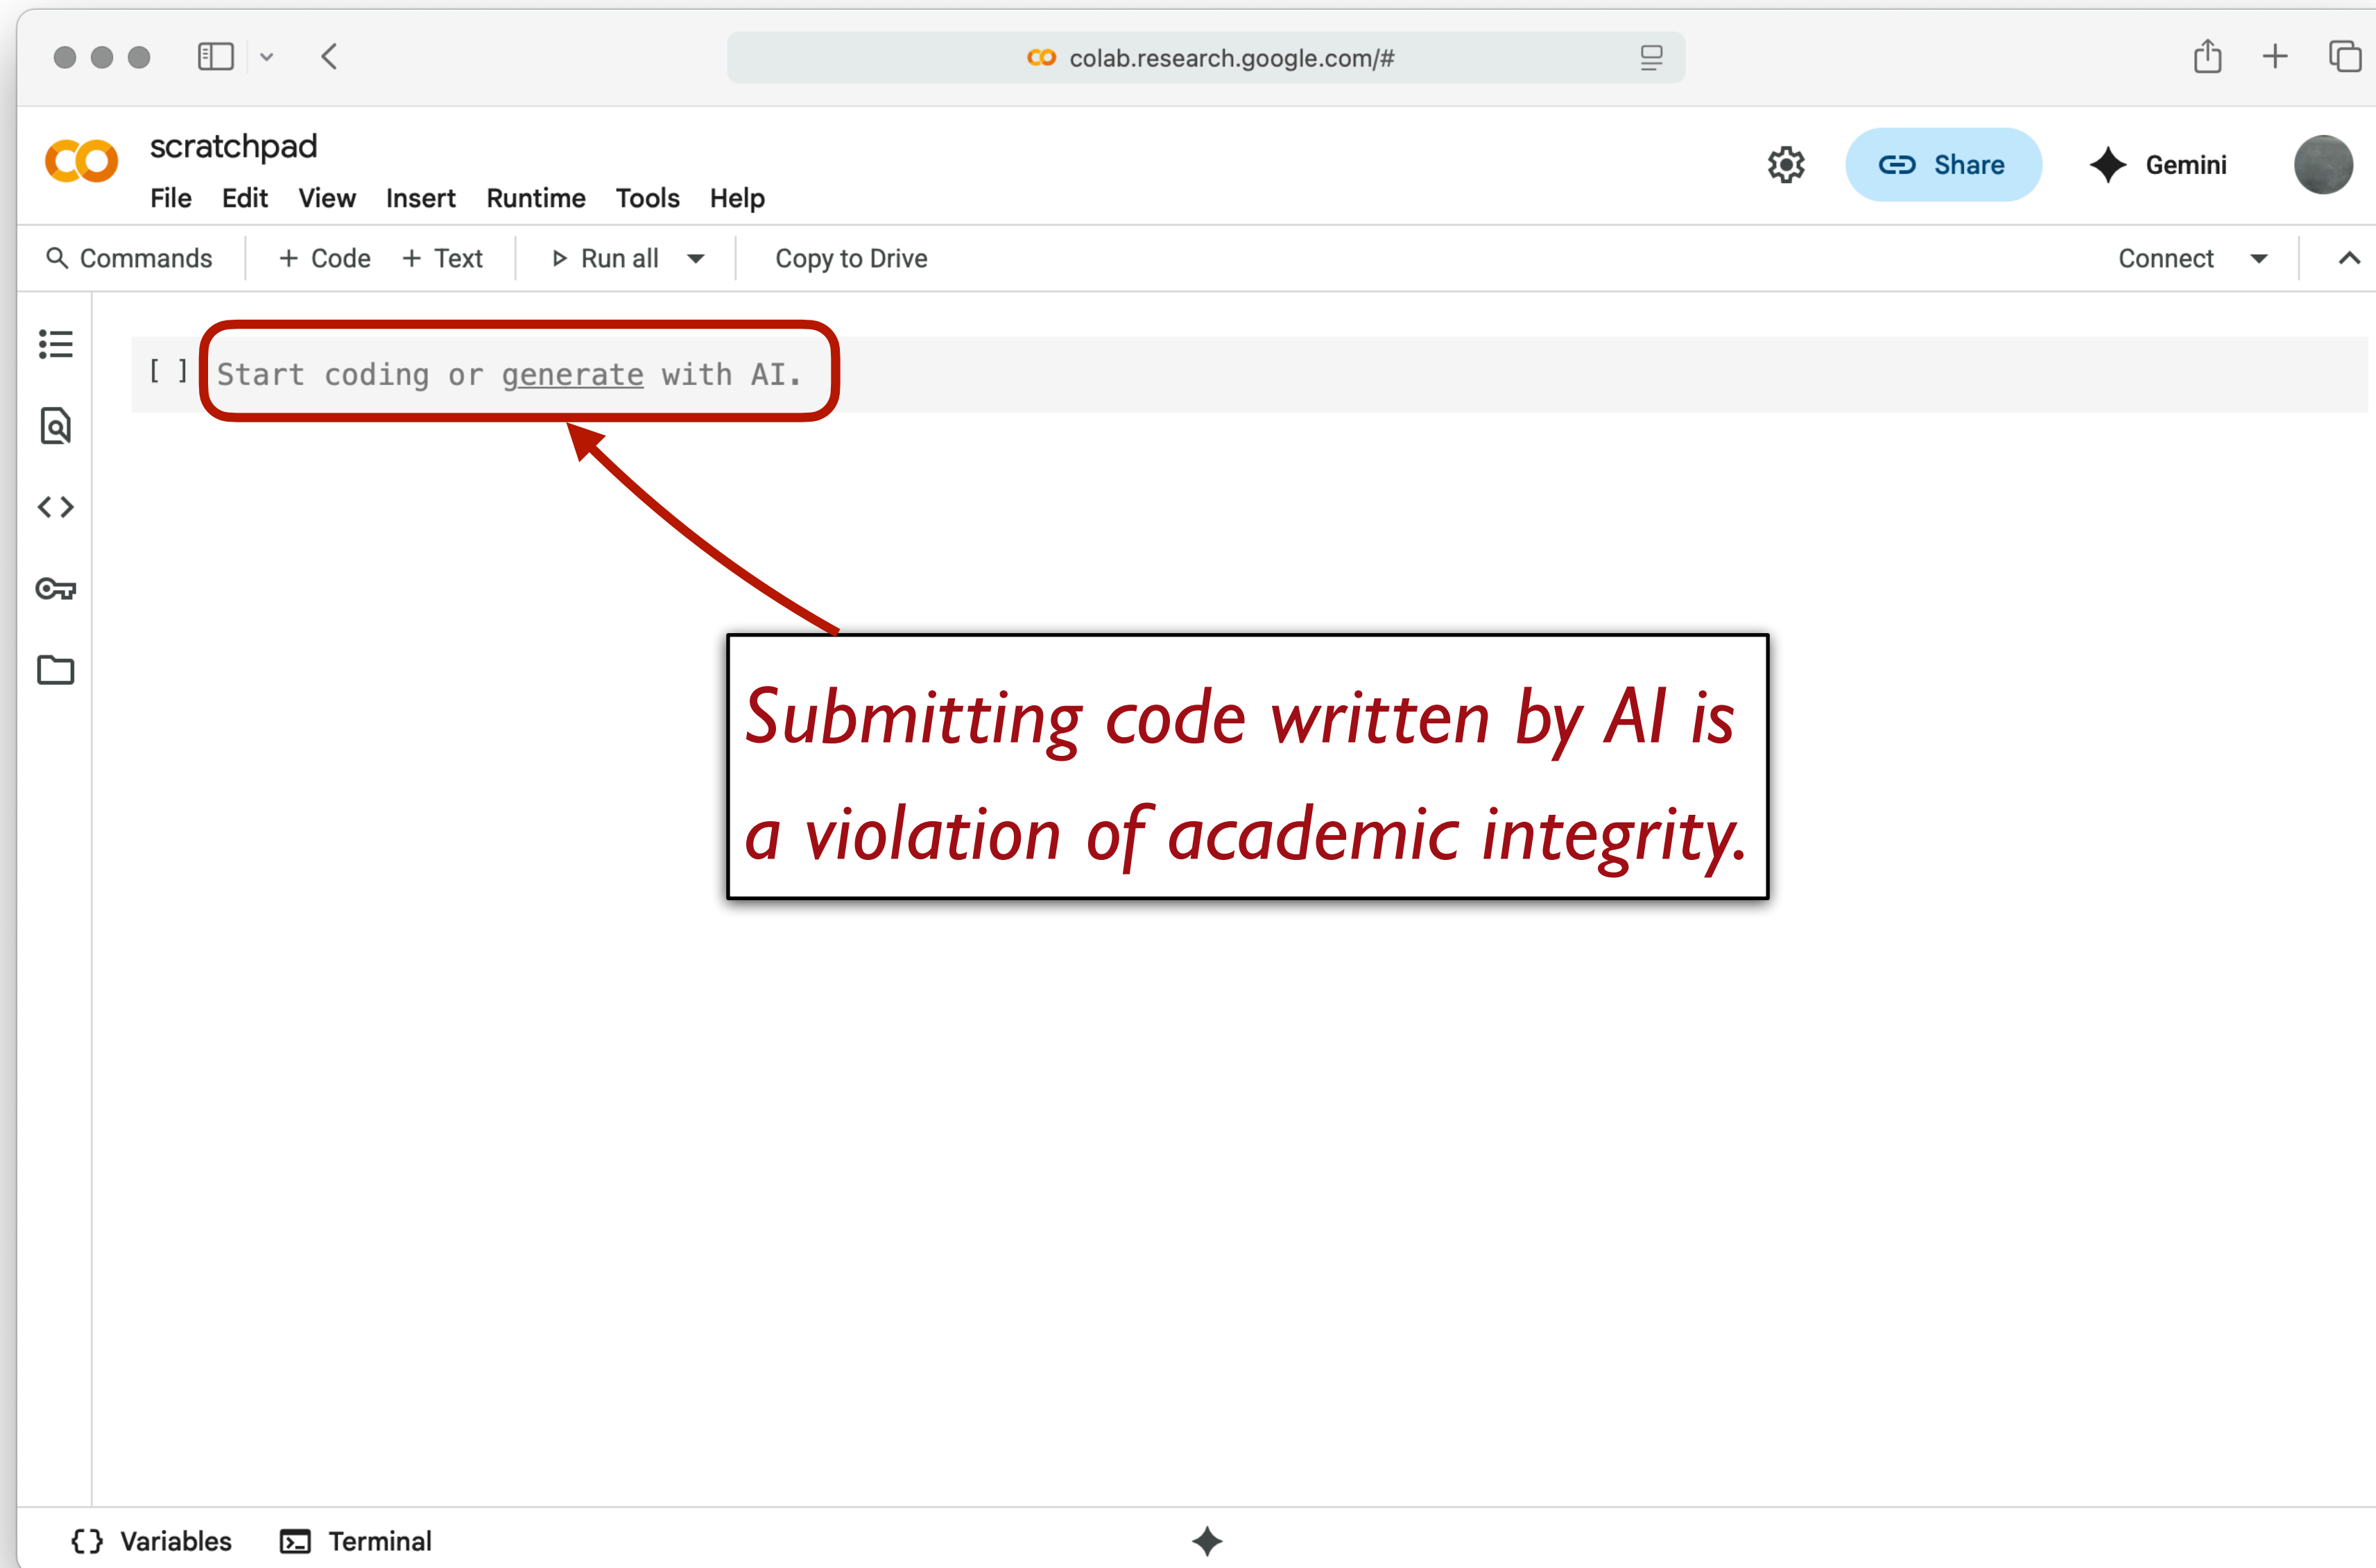 colab.research.google.com/#
scratchpad
File Edit View Insert Runtime Tools Help
Share
Gemini
Commands + Code + Text Run all Copy to Drive Connect
[ ] Start coding or generate with AI.
Submitting code written by AI is
a violation of academic integrity.
{} Variables Terminal